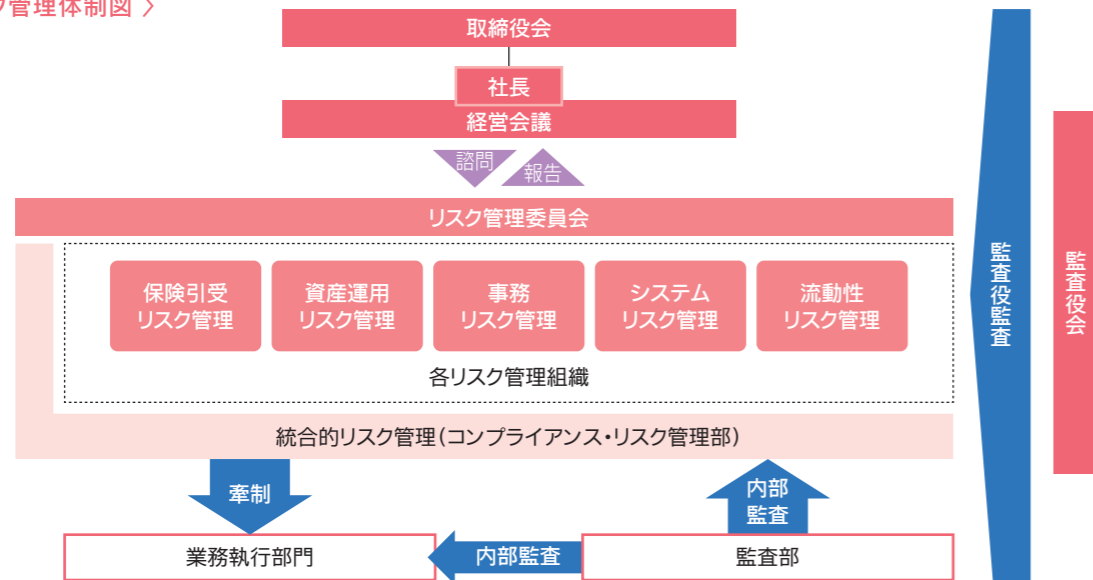 ク管理体制図 〉
取締役会
社長
経営会議
諮問
報告
リスク管理委員会
保険引受
リスク管理
資産運用
リスク管理
事務
リスク管理
システム
リスク管理
流動性
リスク管理
各リスク管理組織
統合的リスク管理(コンプライアンス・リスク管理部)
牽制
内部
監査
業務執行部門
内部監査
監査部
監査役監査
監査役会